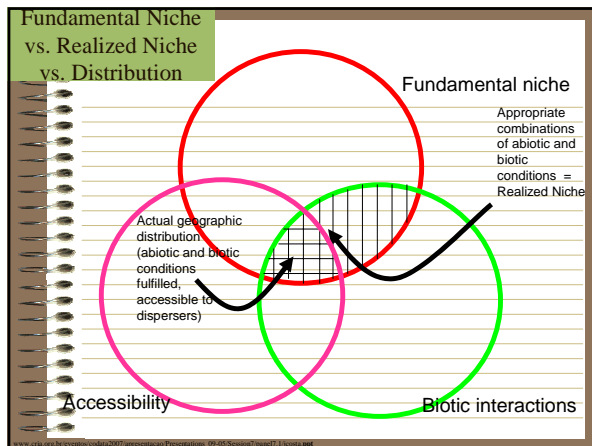 Fundamental Niche
vs. Realized Niche
vs. Distribution
Fundamental niche
Appropriate
combinations
of abiotic and
biotic
conditions =
Realized Niche
Actual geographic
distribution
(abiotic and biotic
conditions
fulfilled,
accessible to
dispersers)
Accessibility
Biotic interactions